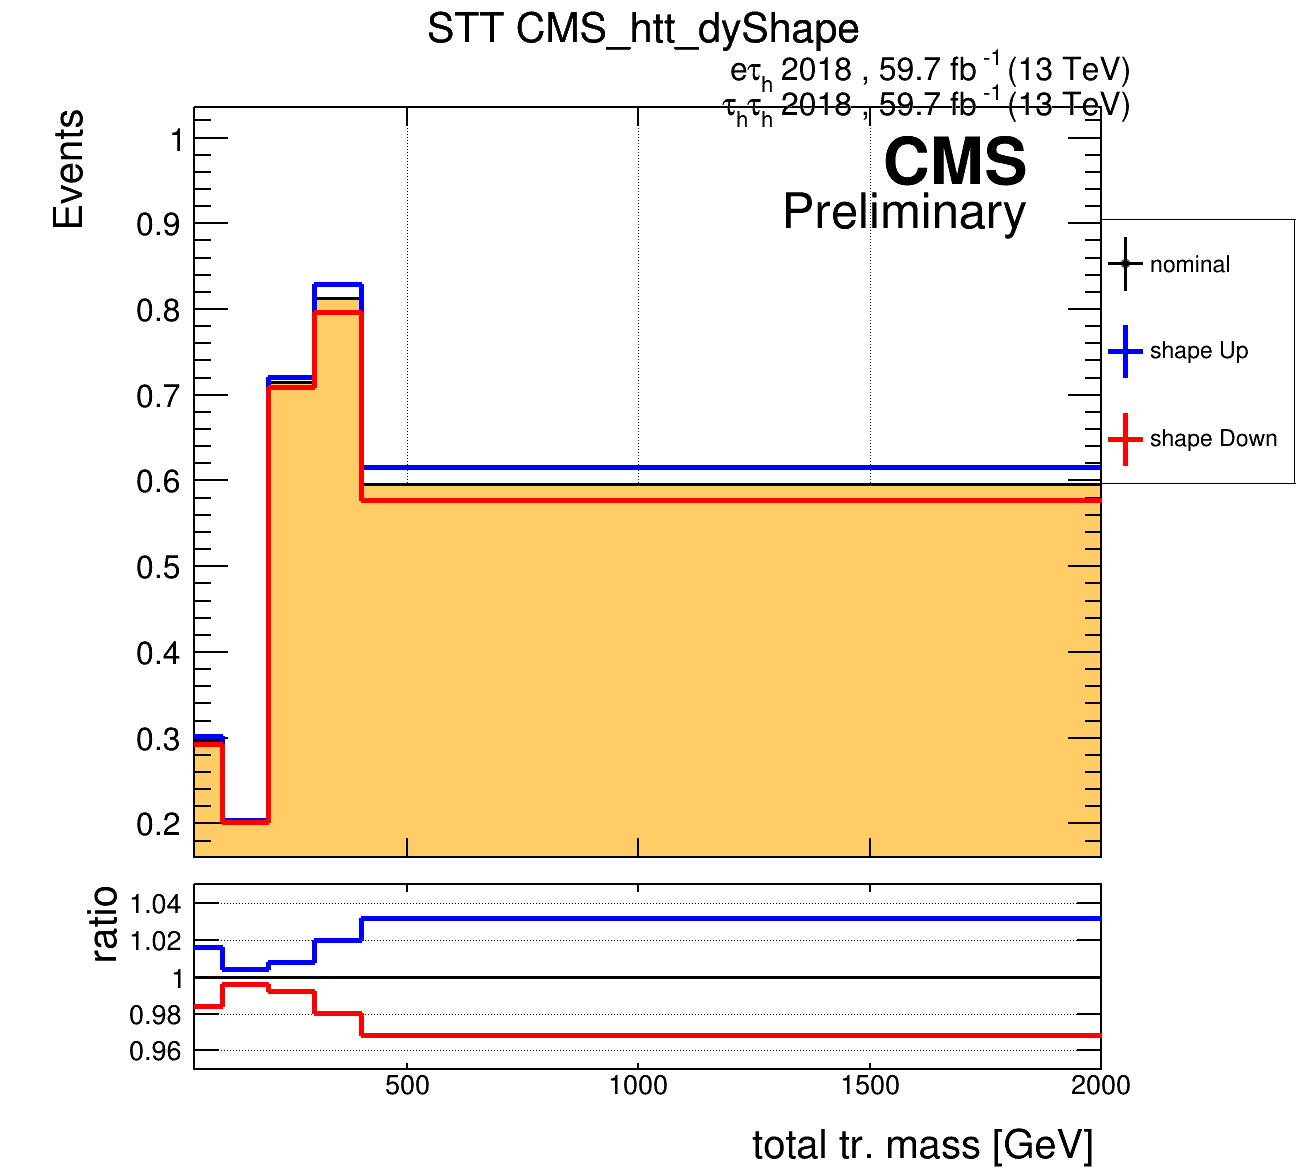 STT CMS_htt_dyShape
eτh 2018 , 59.7 fb-1 (13 TeV)
τhτh 2018 , 59.7 fb-1 (13 TeV)
CMS
Preliminary
Events
1
0.9
0.8
0.7
0.6
0.5
0.4
0.3
0.2
nominal
shape Up
shape Down
ratio
1.04
1.02
1
0.98
0.96
500 1000 1500 2000
total tr. mass [GeV]